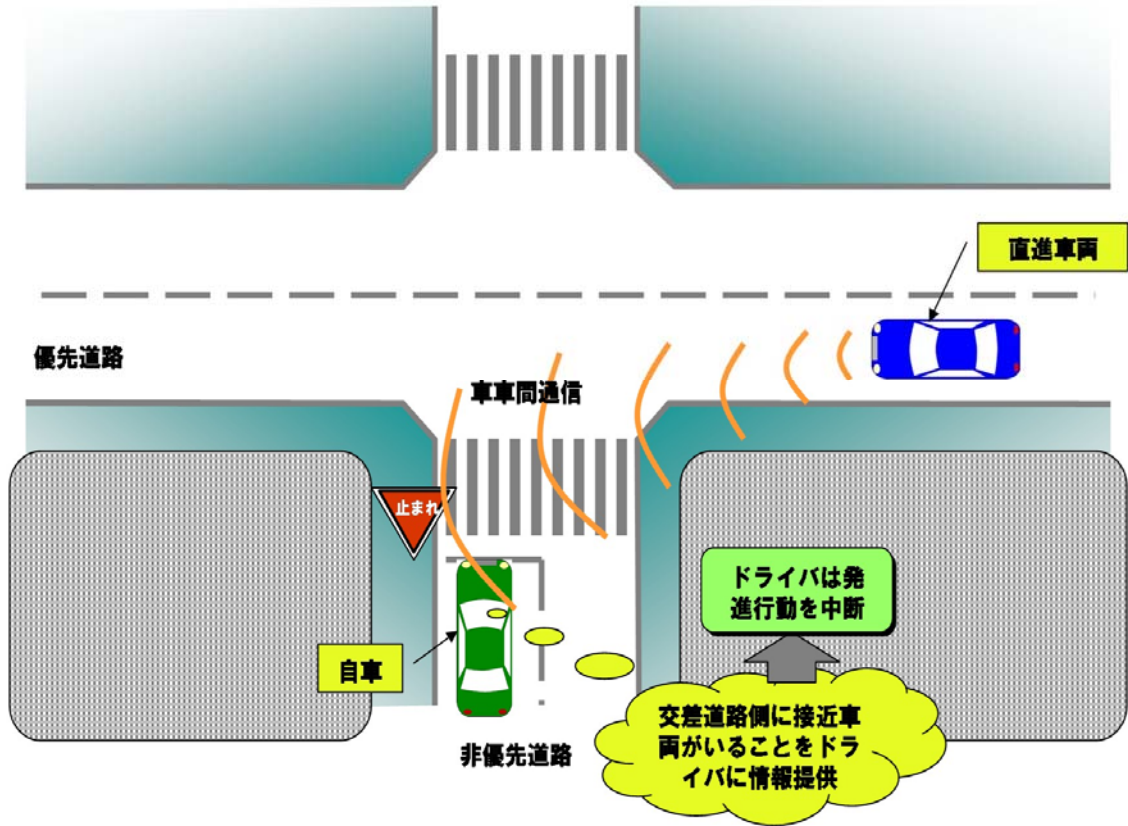 直進車両
優先道路
車車間通信
止まれ
ドライバは発
進行動を中断
自車
交差道路側に接近車
両がいることをドラ
イバに情報提供
非優先道路